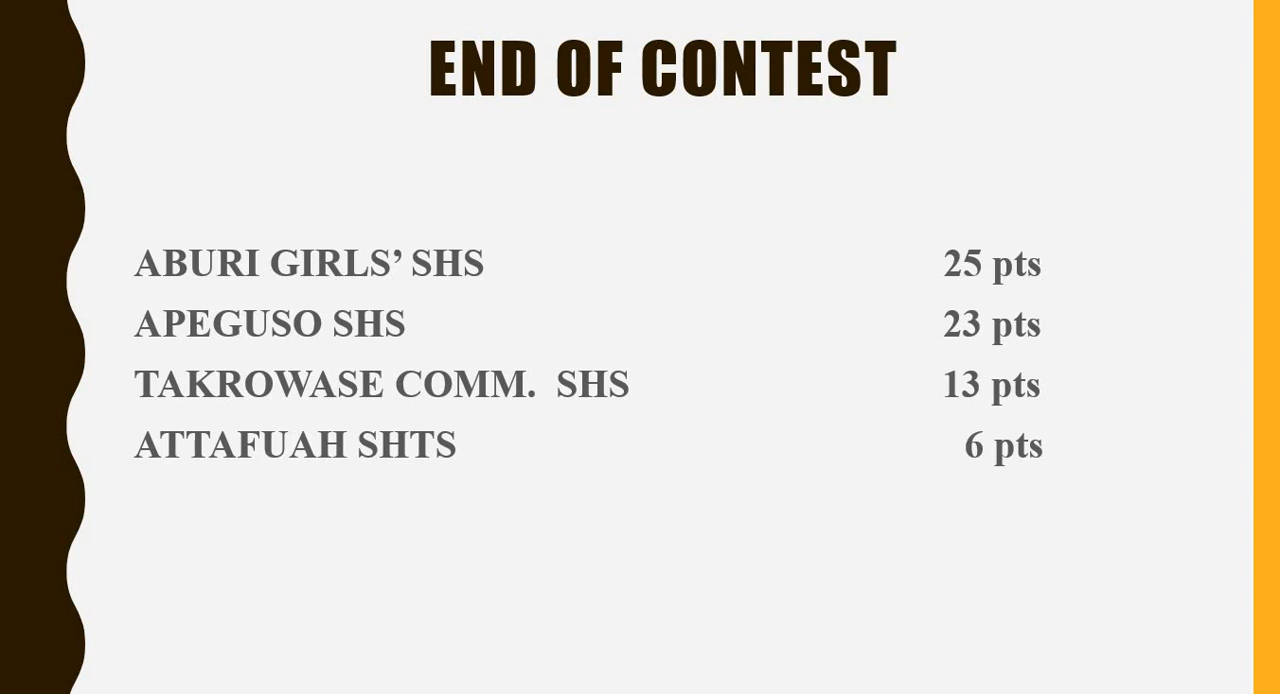 END OF CONTEST
ABURI GIRLS’ SHS 25 pts
APEGUSO SHS 23 pts
TAKROWASE COMM. SHS 13 pts
ATTAFUAH SHTS 6 pts